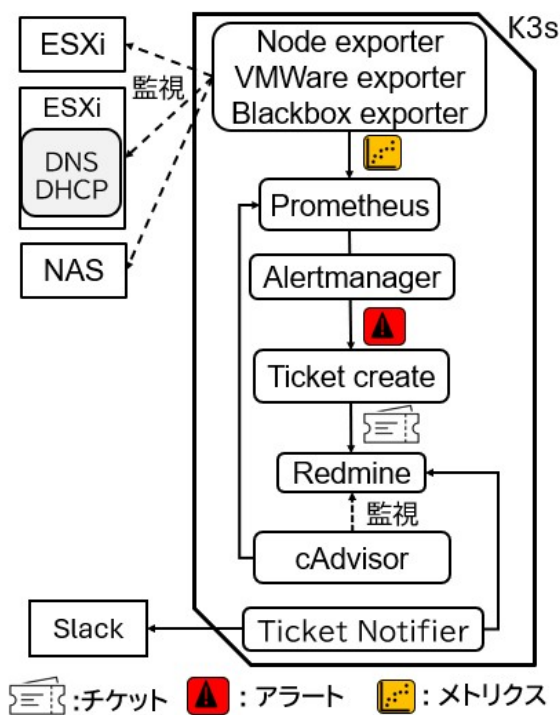 K3s
ESXi
監視
ESXi
DNS
DHCP
NAS
Node exporter
VMWare exporter
Blackbox exporter
Prometheus
Alertmanager
Ticket create
Redmine
監視
cAdvisor
Slack
Ticket Notifier
:チケット
: アラート
: メトリクス